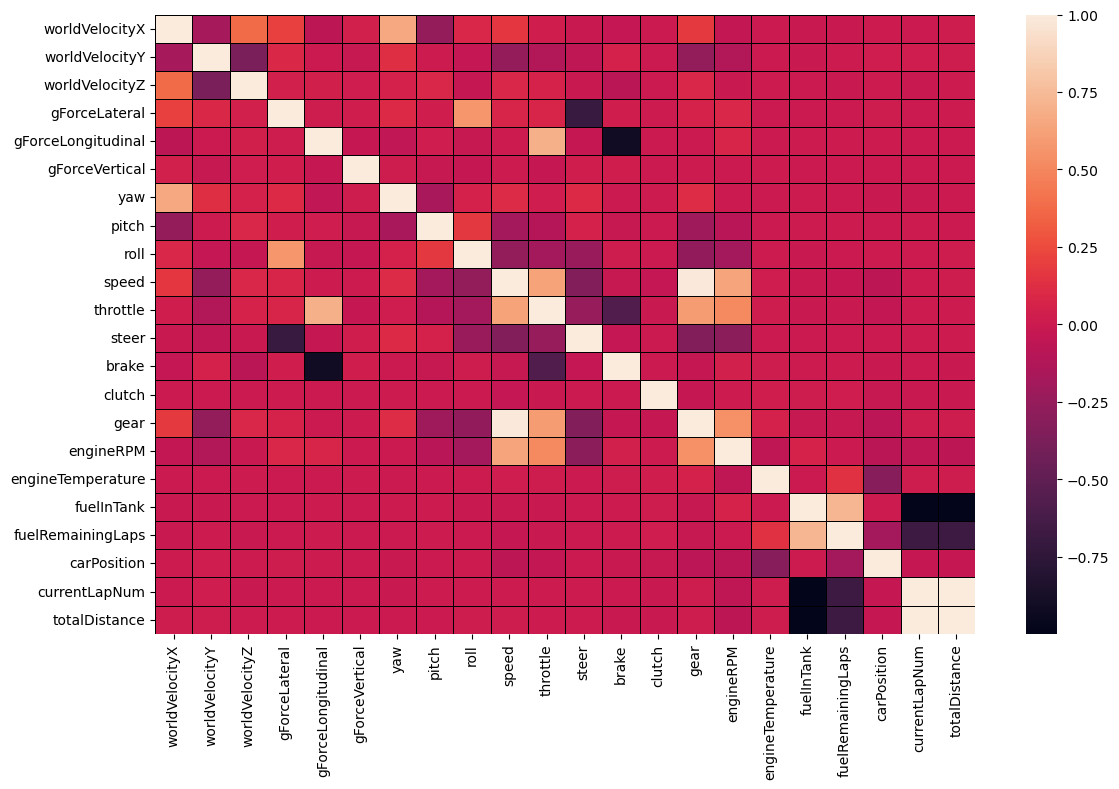 worldVelocityX
worldVelocityY
worldVelocityZ
gForceLateral
gForceLongitudinal
gForceVertical
yaw
pitch
roll
speed
throttle
steer
brake
clutch
gear
engineRPM
engineTemperature
fuelInTank
fuelRemainingLaps
carPosition
currentLapNum
totalDistance
worldVelocityX
worldVelocityY
worldVelocityZ
gForceLateral
gForceLongitudinal
gForceVertical
yaw
pitch
roll
speed
throttle
steer
brake
clutch
gear
engineRPM
engineTemperature
fuelInTank
fuelRemainingLaps
carPosition
currentLapNum
totalDistance
1.00
0.75
0.50
0.25
0.00
−0.25
−0.50
−0.75